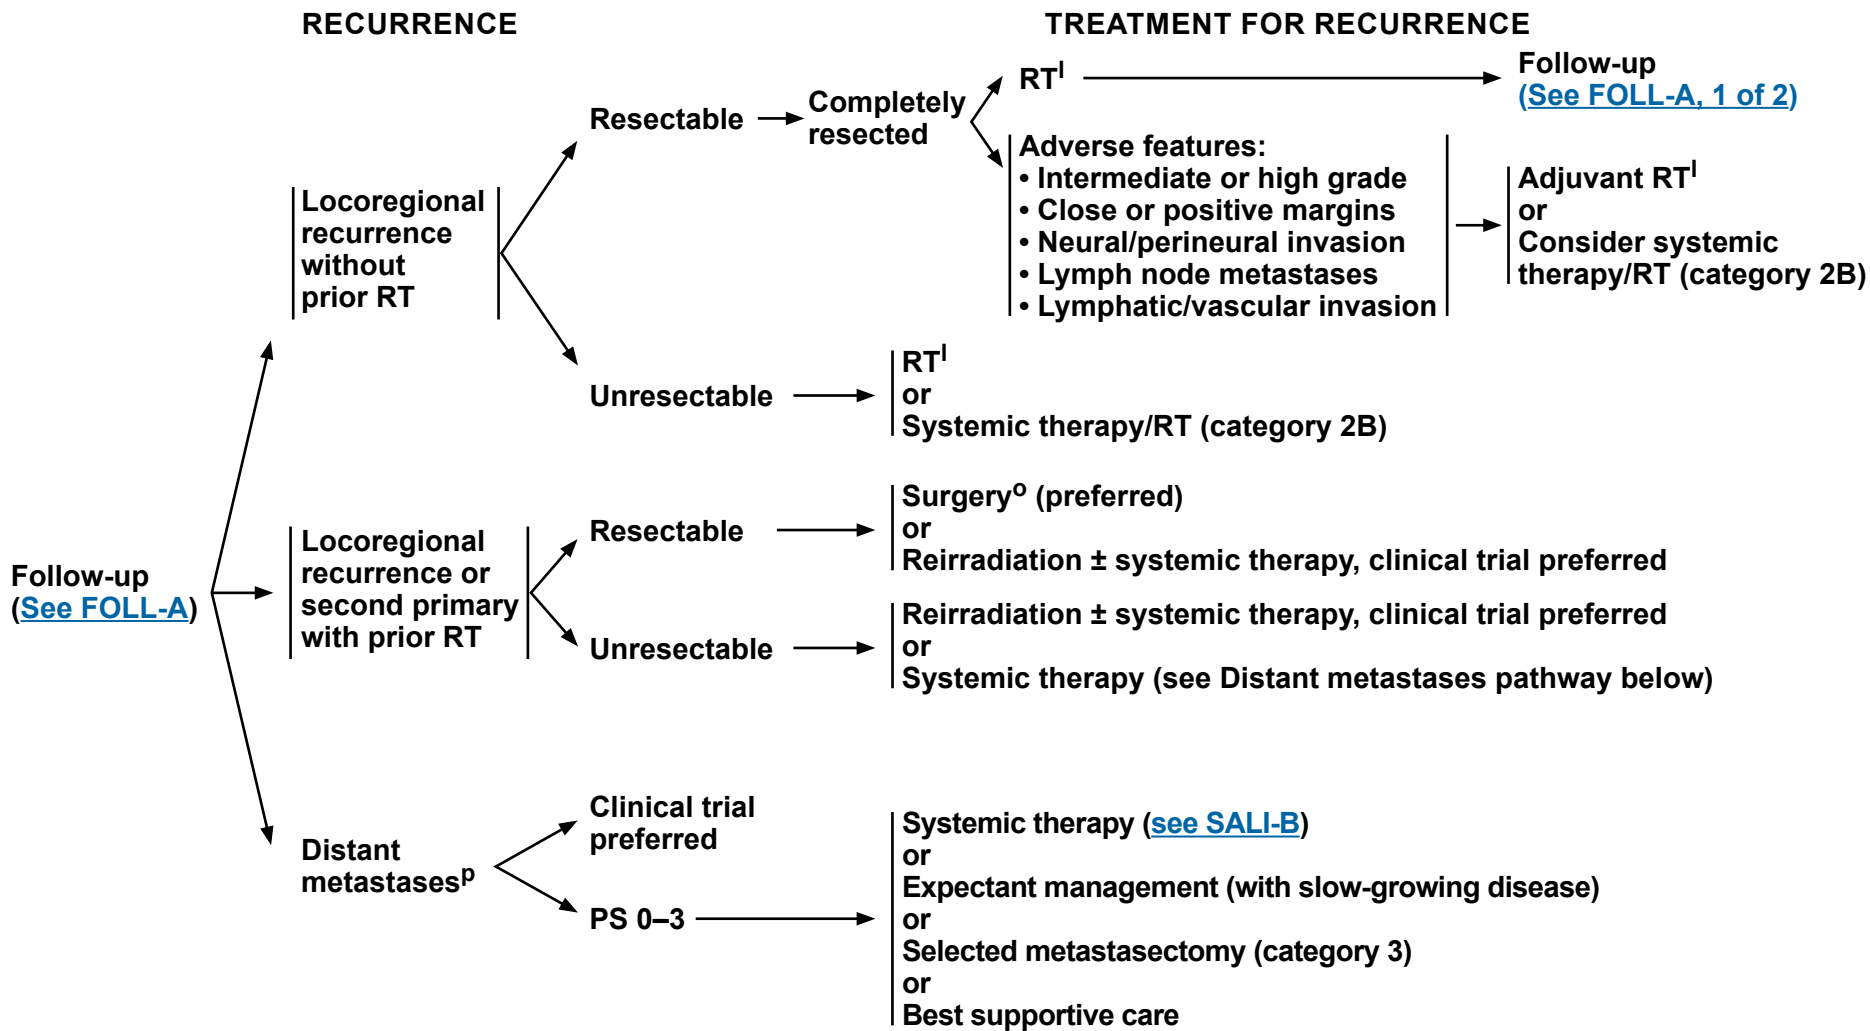 RECURRENCE
TREATMENT FOR RECURRENCE
Follow-up
(See FOLL-A)
Locoregional
recurrence
without
prior RT
Resectable
Completely
resected
RTˡ
Follow-up
(See FOLL-A, 1 of 2)
Adverse features:
• Intermediate or high grade
• Close or positive margins
• Neural/perineural invasion
• Lymph node metastases
• Lymphatic/vascular invasion
Adjuvant RTˡ
or
Consider systemic
therapy/RT (category 2B)
Unresectable
RTˡ
or
Systemic therapy/RT (category 2B)
Locoregional
recurrence or
second primary
with prior RT
Resectable
Surgeryᵒ (preferred)
or
Reirradiation ± systemic therapy, clinical trial preferred
Unresectable
Reirradiation ± systemic therapy, clinical trial preferred
or
Systemic therapy (see Distant metastases pathway below)
Distant
metastasesᵖ
Clinical trial
preferred
PS 0–3
Systemic therapy (see SALI-B)
or
Expectant management (with slow-growing disease)
or
Selected metastasectomy (category 3)
or
Best supportive care